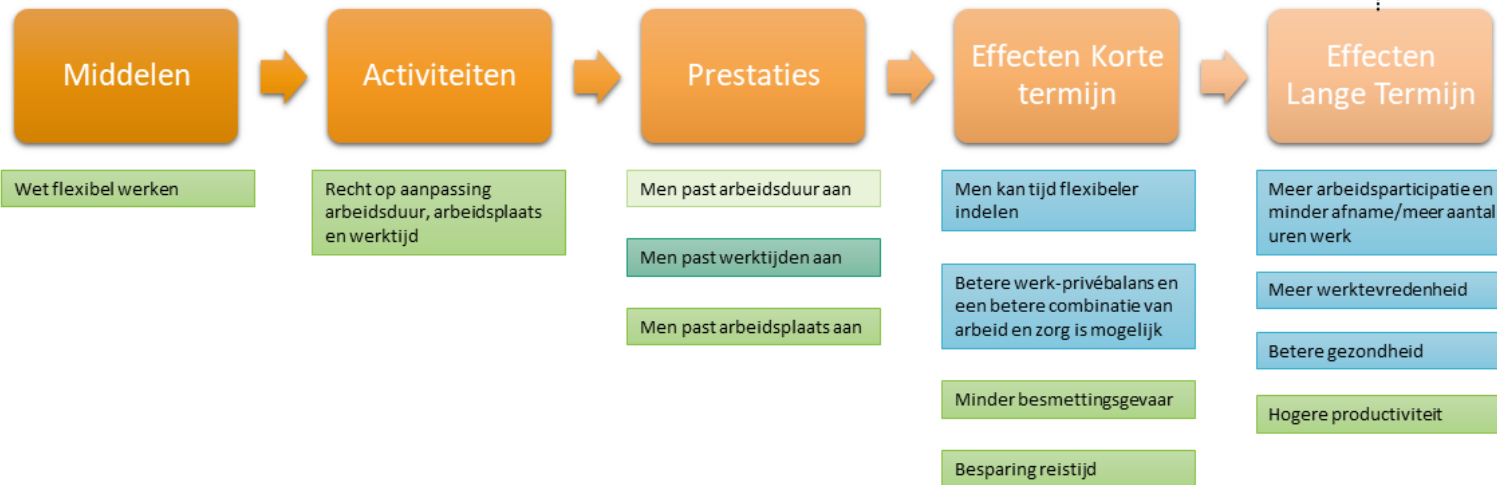 Middelen
Activiteiten
Prestaties
Effecten Korte
termijn
Effecten
Lange Termijn
Wet flexibel werken
Recht op aanpassing
arbeidsduur, arbeidsplaats
en werktijd
Men past arbeidsduur aan
Men past werktijden aan
Men past arbeidsplaats aan
Men kan tijd flexibeler
indelen
Betere werk-privébalans en
een betere combinatie van
arbeid en zorg is mogelijk
Minder besmettingsgevaar
Besparing reistijd
Meer arbeidsparticipatie en
minder afname/meer aantal
uren werk
Meer werktevredenheid
Betere gezondheid
Hogere productiviteit